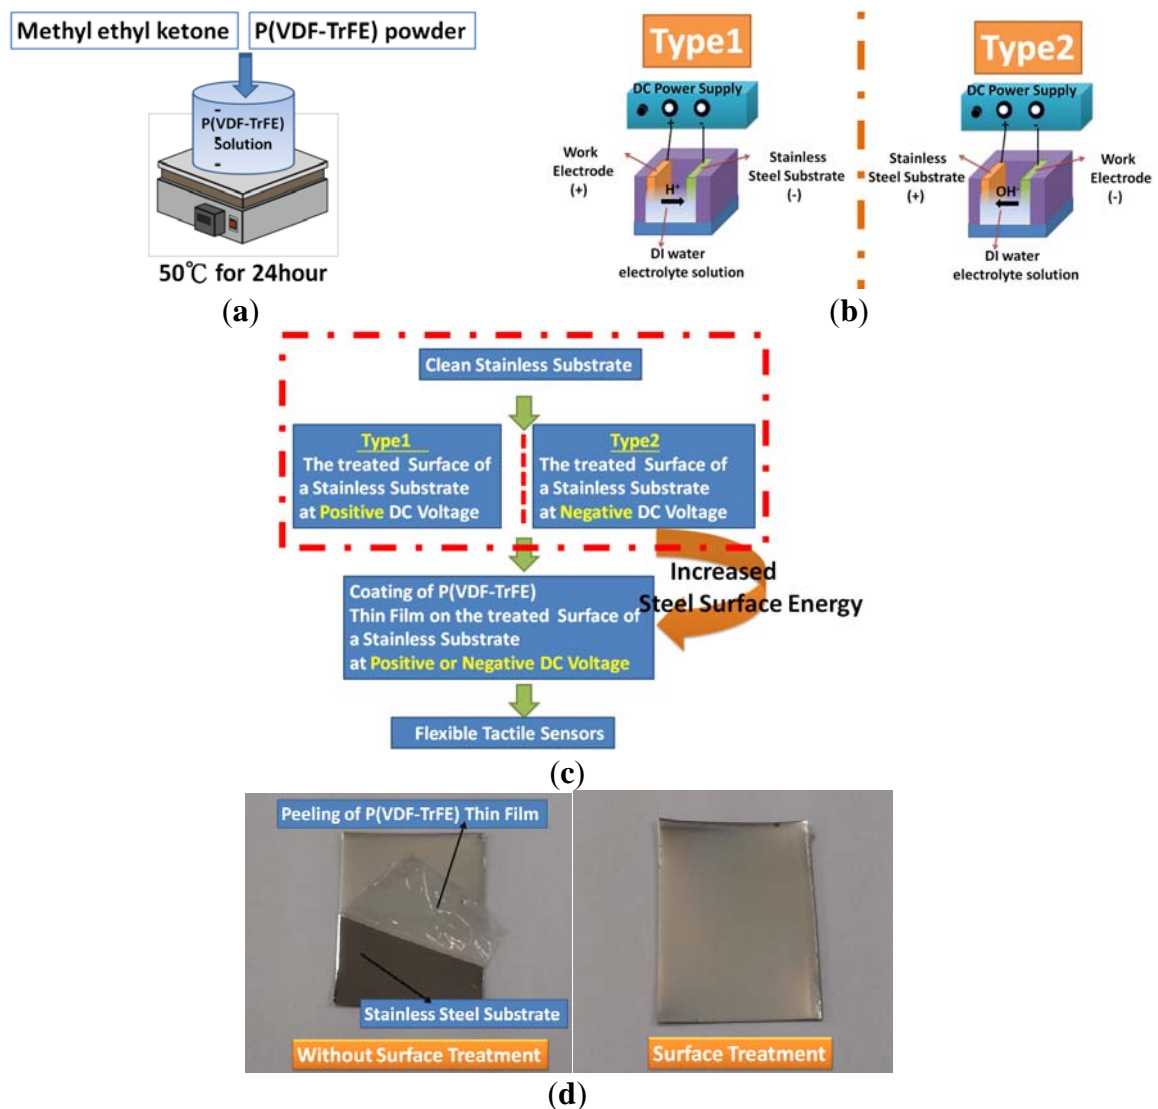 Methyl ethyl ketone
P(VDF-TrFE) powder
P(VDF-TrFE)
Solution
50℃ for 24hour
(a)
Type1
DC Power Supply
+
-
Work
Electrode
(+)
H⁺
Stainless
Steel Substrate
(-)
DI water
electrolyte solution
Type2
DC Power Supply
+
-
Stainless
Steel Substrate
(+)
OH⁻
Work
Electrode
(-)
DI water
electrolyte solution
(b)
Clean Stainless Substrate
Type1
The treated Surface of
a Stainless Substrate
at Positive DC Voltage
Type2
The treated Surface of
a Stainless Substrate
at Negative DC Voltage
Increased
Steel Surface Energy
Coating of P(VDF-TrFE)
Thin Film on the treated Surface of
a Stainless Substrate
at Positive or Negative DC Voltage
Flexible Tactile Sensors
(c)
Peeling of P(VDF-TrFE) Thin Film
Stainless Steel Substrate
Without Surface Treatment
Surface Treatment
(d)